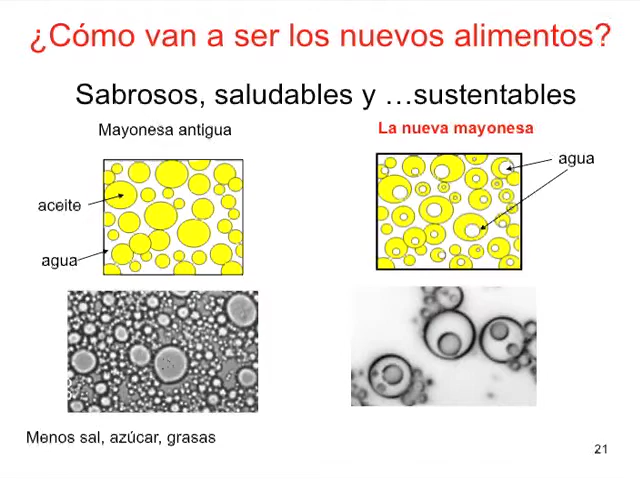 ¿Cómo van a ser los nuevos alimentos?
Sabrosos, saludables y …sustentables
Mayonesa antigua
La nueva mayonesa
agua
aceite
agua
Menos sal, azúcar, grasas
21